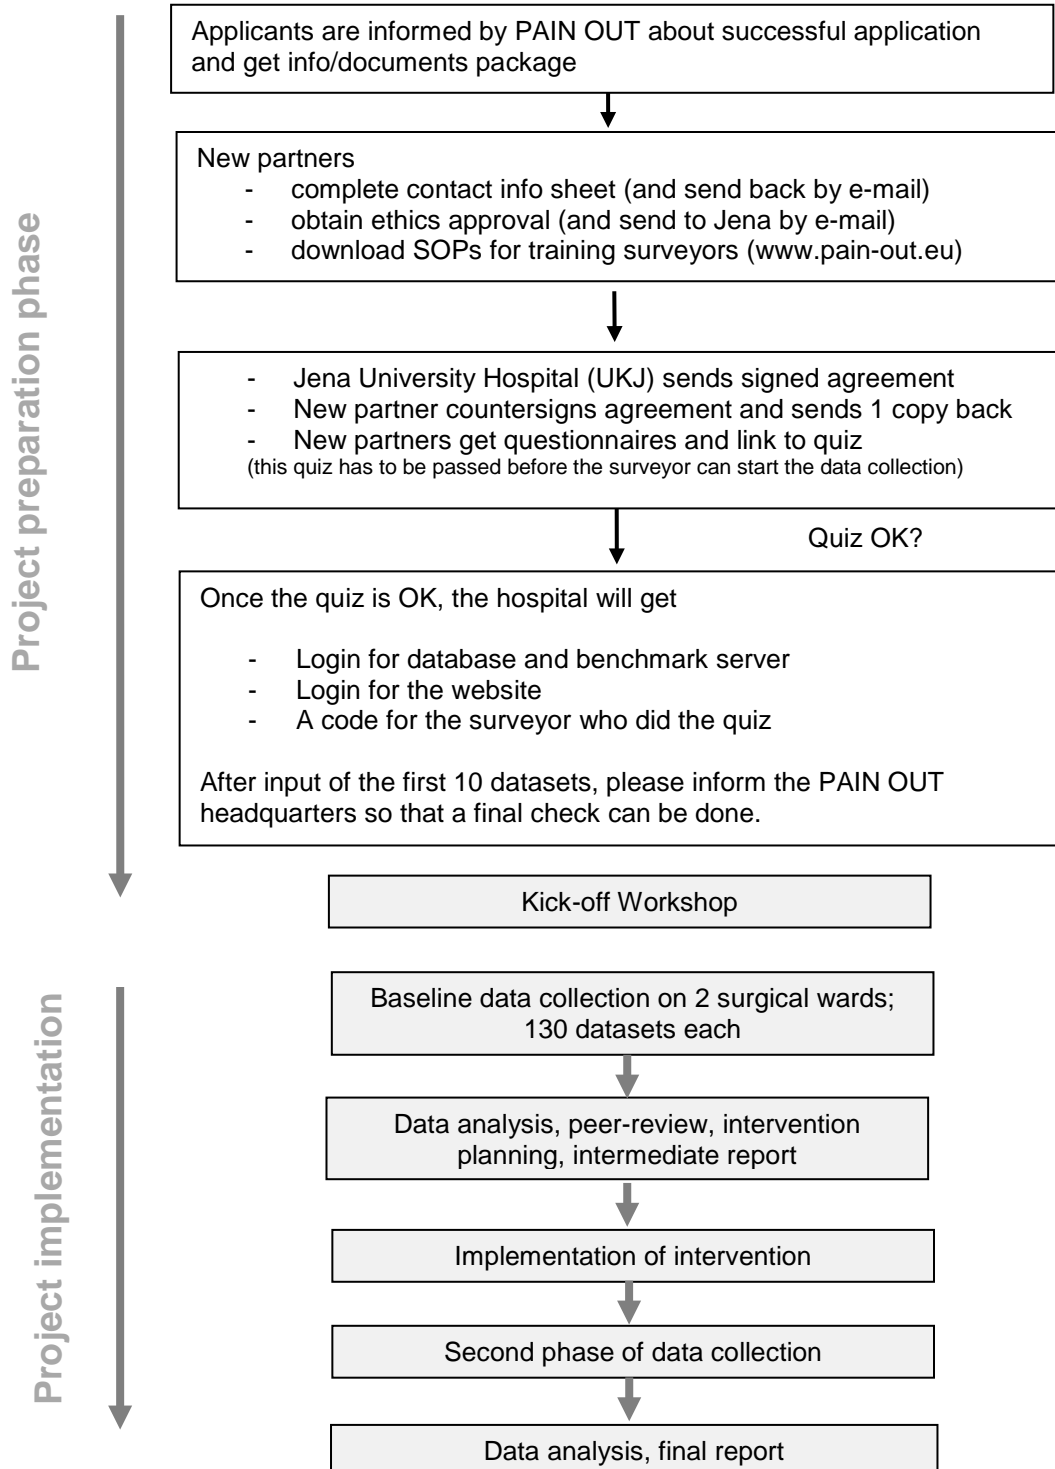 Applicants are informed by PAIN OUT about successful application
and get info/documents package
Project preparation phase
New partners
- complete contact info sheet (and send back by e-mail)
- obtain ethics approval (and send to Jena by e-mail)
- download SOPs for training surveyors (www.pain-out.eu)
- Jena University Hospital (UKJ) sends signed agreement
- New partner countersigns agreement and sends 1 copy back
- New partners get questionnaires and link to quiz
(this quiz has to be passed before the surveyor can start the data collection)
Quiz OK?
Once the quiz is OK, the hospital will get
- Login for database and benchmark server
- Login for the website
- A code for the surveyor who did the quiz
After input of the first 10 datasets, please inform the PAIN OUT
headquarters so that a final check can be done.
Kick-off Workshop
Project implementation
Baseline data collection on 2 surgical wards;
130 datasets each
Data analysis, peer-review, intervention
planning, intermediate report
Implementation of intervention
Second phase of data collection
Data analysis, final report